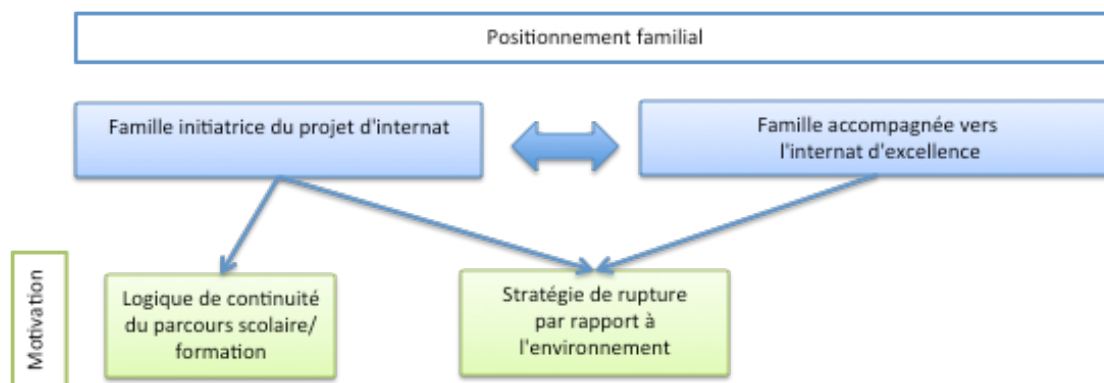 Positionnement familial
Famille initiatrice du projet d'internat
Famille accompagnée vers
l'internat d'excellence
Motivation
Logique de continuité
du parcours scolaire/
formation
Stratégie de rupture
par rapport à
l'environnement